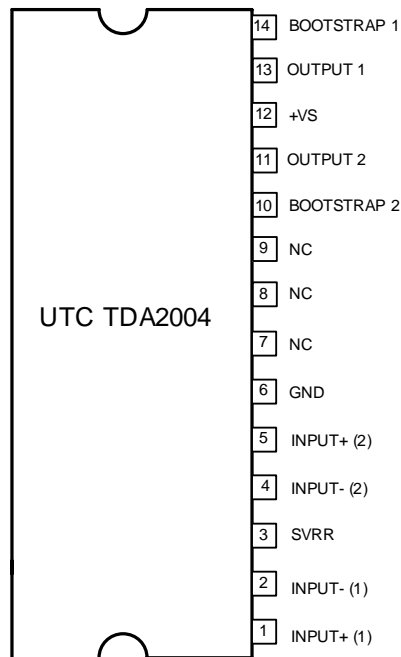 14 BOOTSTRAP 1
13 OUTPUT 1
12 +VS
11 OUTPUT 2
10 BOOTSTRAP 2
9 NC
8 NC
UTC TDA2004
7 NC
6 GND
5 INPUT+ (2)
4 INPUT- (2)
3 SVRR
2 INPUT- (1)
1 INPUT+ (1)